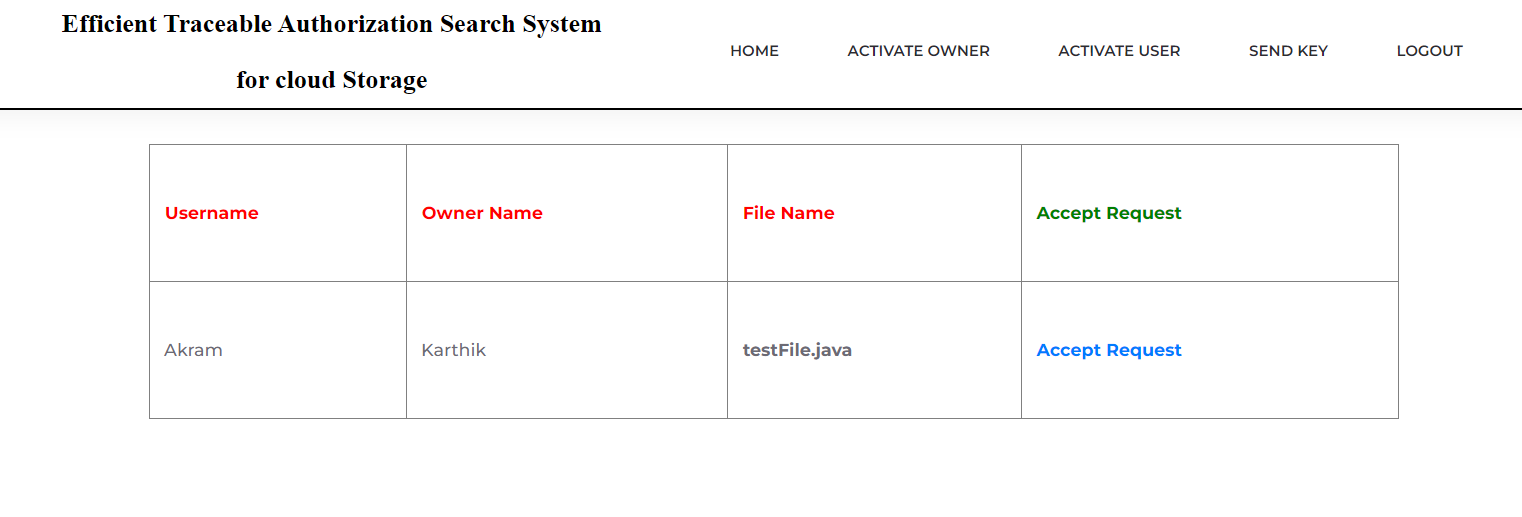 Efficient Traceable Authorization Search System
for cloud Storage
HOME ACTIVATE OWNER ACTIVATE USER SEND KEY LOGOUT
Username Owner Name File Name Accept Request
Akram Karthik testFile.java Accept Request